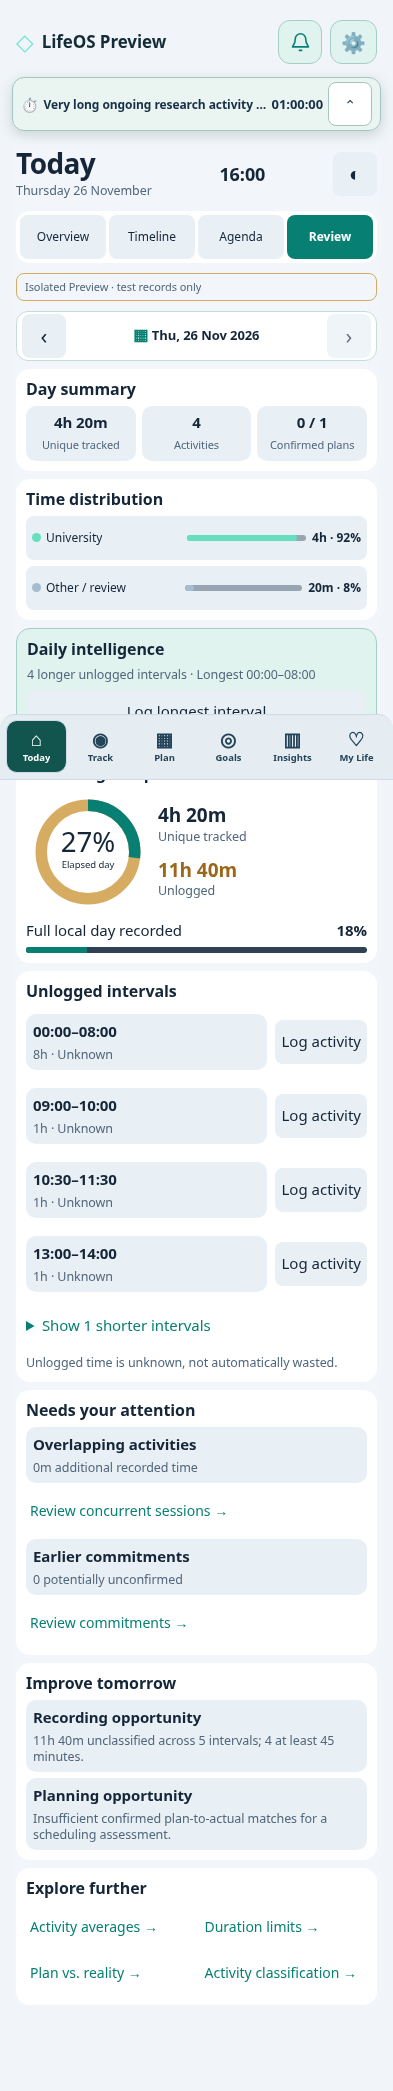 LifeOS Preview
Very long ongoing research activity ... 01:00:00
Today
Thursday 26 November
16:00
Overview Timeline Agenda Review
Isolated Preview · test records only
‹ Thu, 26 Nov 2026 ›
Day summary
4h 20m 4 0 / 1
Unique tracked Activities Confirmed plans
Time distribution
University 4h · 92%
Other / review 20m · 8%
Daily intelligence
4 longer unlogged intervals · Longest 00:00–08:00
Log longest interval
Today Track Plan Goals Insights My Life
27%
Elapsed day
4h 20m
Unique tracked
11h 40m
Unlogged
Full local day recorded 18%
Unlogged intervals
00:00–08:00
8h · Unknown
Log activity
09:00–10:00
1h · Unknown
Log activity
10:30–11:30
1h · Unknown
Log activity
13:00–14:00
1h · Unknown
Log activity
Show 1 shorter intervals
Unlogged time is unknown, not automatically wasted.
Needs your attention
Overlapping activities
0m additional recorded time
Review concurrent sessions →
Earlier commitments
0 potentially unconfirmed
Review commitments →
Improve tomorrow
Recording opportunity
11h 40m unclassified across 5 intervals; 4 at least 45
minutes.
Planning opportunity
Insufficient confirmed plan-to-actual matches for a
scheduling assessment.
Explore further
Activity averages → Duration limits →
Plan vs. reality → Activity classification →